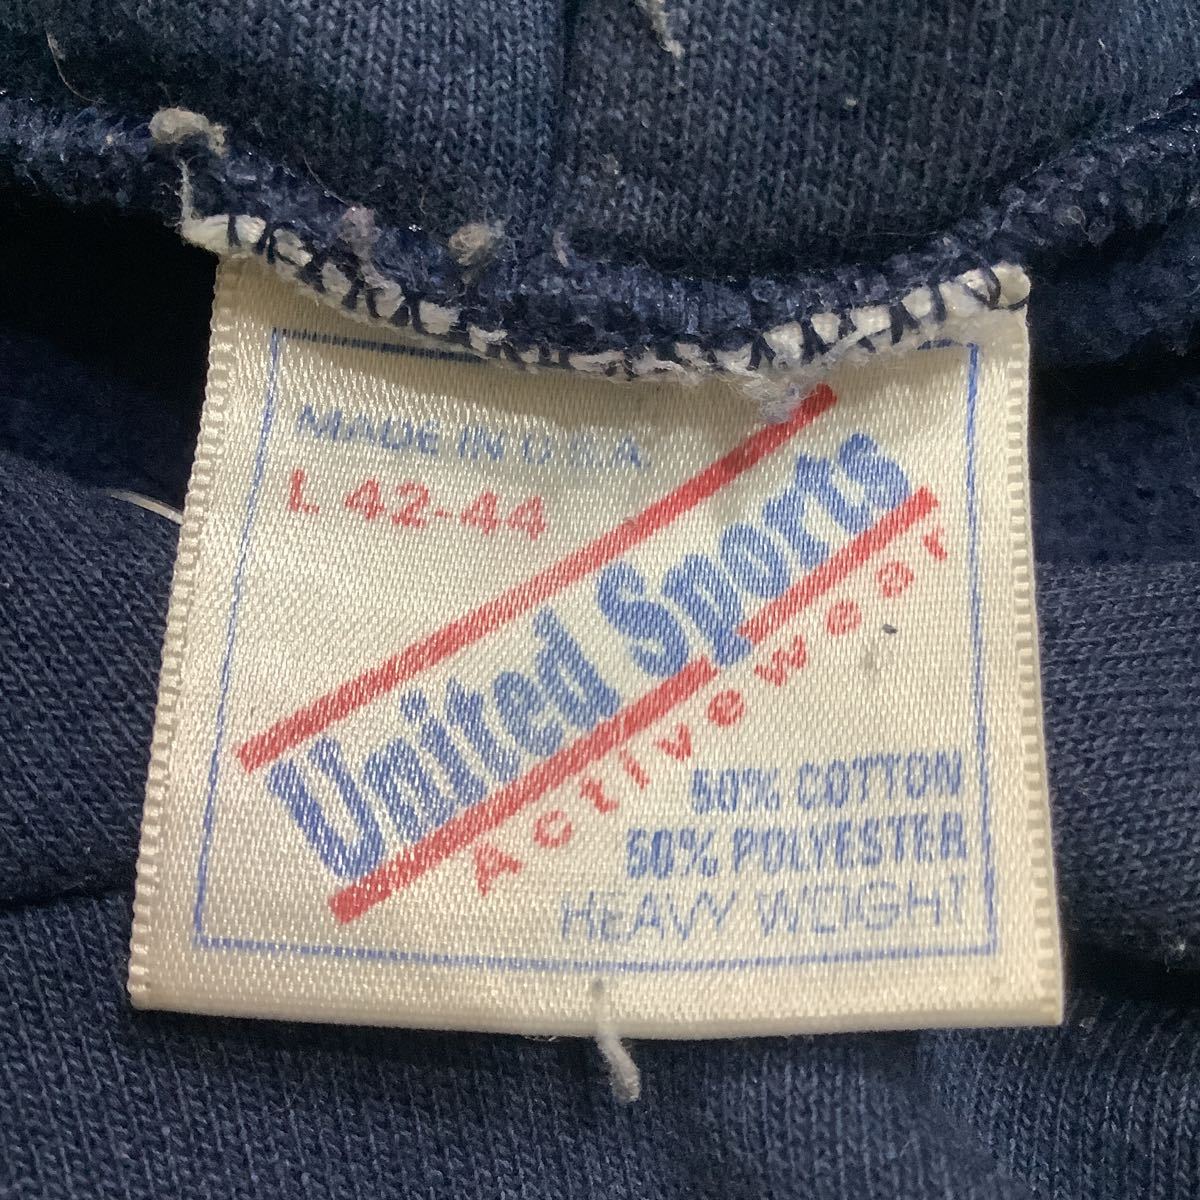 MADE IN U.S.A.
L 42-44
United Sports
Activewear
50% COTTON
50% POLYESTER
HEAVY WEIGHT